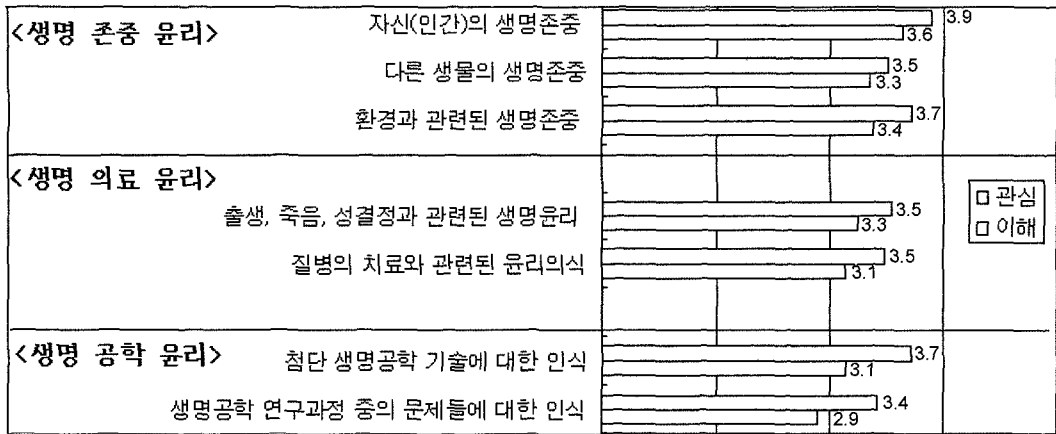 <생명 존중 윤리>
자신(인간)의 생명존중
3.9
3.6
다른 생물의 생명존중
3.5
3.3
환경과 관련된 생명존중
3.7
3.4
<생명 의료 윤리>
출생, 죽음, 성결정과 관련된 생명윤리
3.5
3.3
질병의 치료와 관련된 윤리의식
3.5
3.1
관심
이해
<생명 공학 윤리>
첨단 생명공학 기술에 대한 인식
3.7
3.1
생명공학 연구과정 중의 문제들에 대한 인식
3.4
2.9